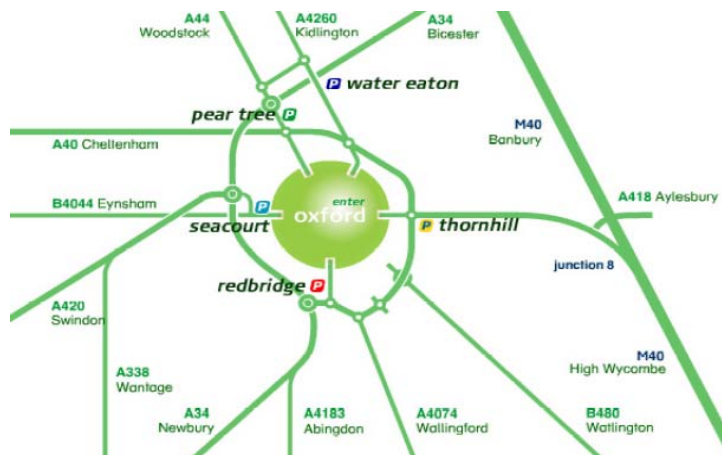 A44
Woodstock
A4260
Kidlington
A34
Bicester
P water eaton
pear tree P
M40
Banbury
A40 Chellenham
B4044 Eynsham
P
seacourt
enter
oxford
P thornhill
A418 Aylesbury
junction 8
redbridge P
A420
Swindon
A338
Wantage
A34
Newbury
A4183
Abingdon
A4074
Wallingford
M40
High Wycombe
B480
Watlington